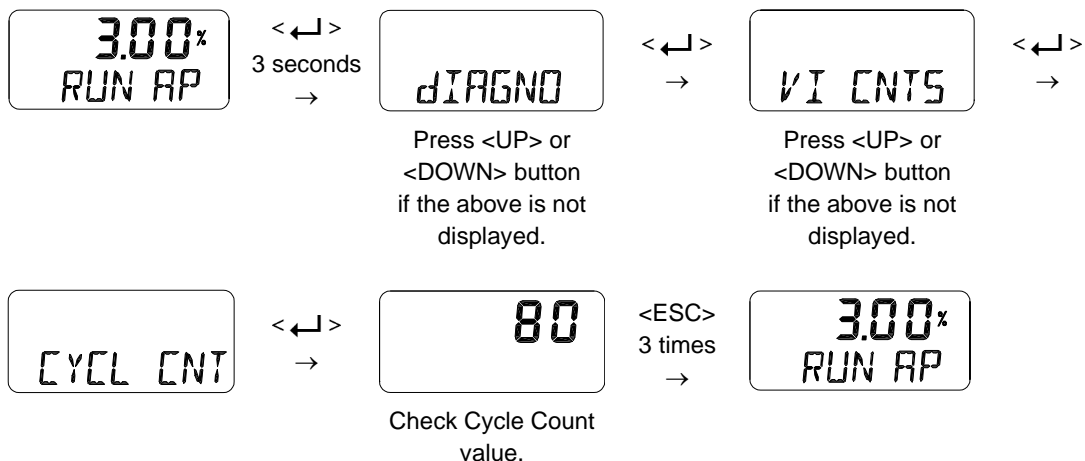 3.00%
RUN AP
< ↵ >
3 seconds
→
dIAGNO
Press <UP> or
<DOWN> button
if the above is not
displayed.
< ↵ >
→
VI CNTS
Press <UP> or
<DOWN> button
if the above is not
displayed.
< ↵ >
→
CYCL CNT
< ↵ >
→
80
Check Cycle Count
value.
<ESC>
3 times
→
3.00%
RUN AP